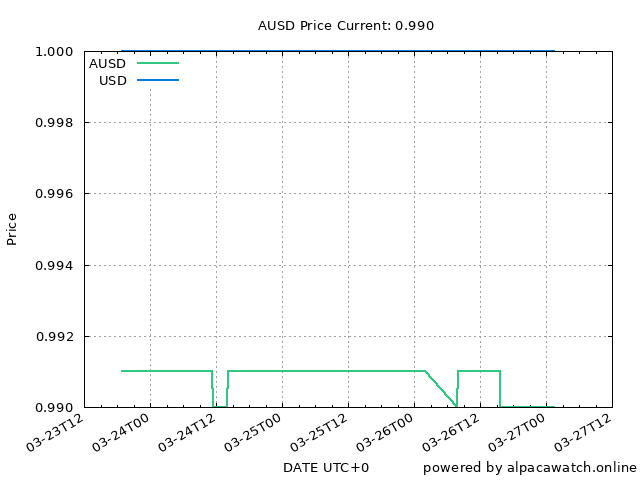 AUSD Price Current: 0.990
1.000
AUSD
USD
0.998
0.996
Price
0.994
0.992
0.990
03-23T12 03-24T00 03-24T12 03-25T00 03-25T12 03-26T00 03-26T12 03-27T00 03-27T12
DATE UTC+0
powered by alpacawatch.online